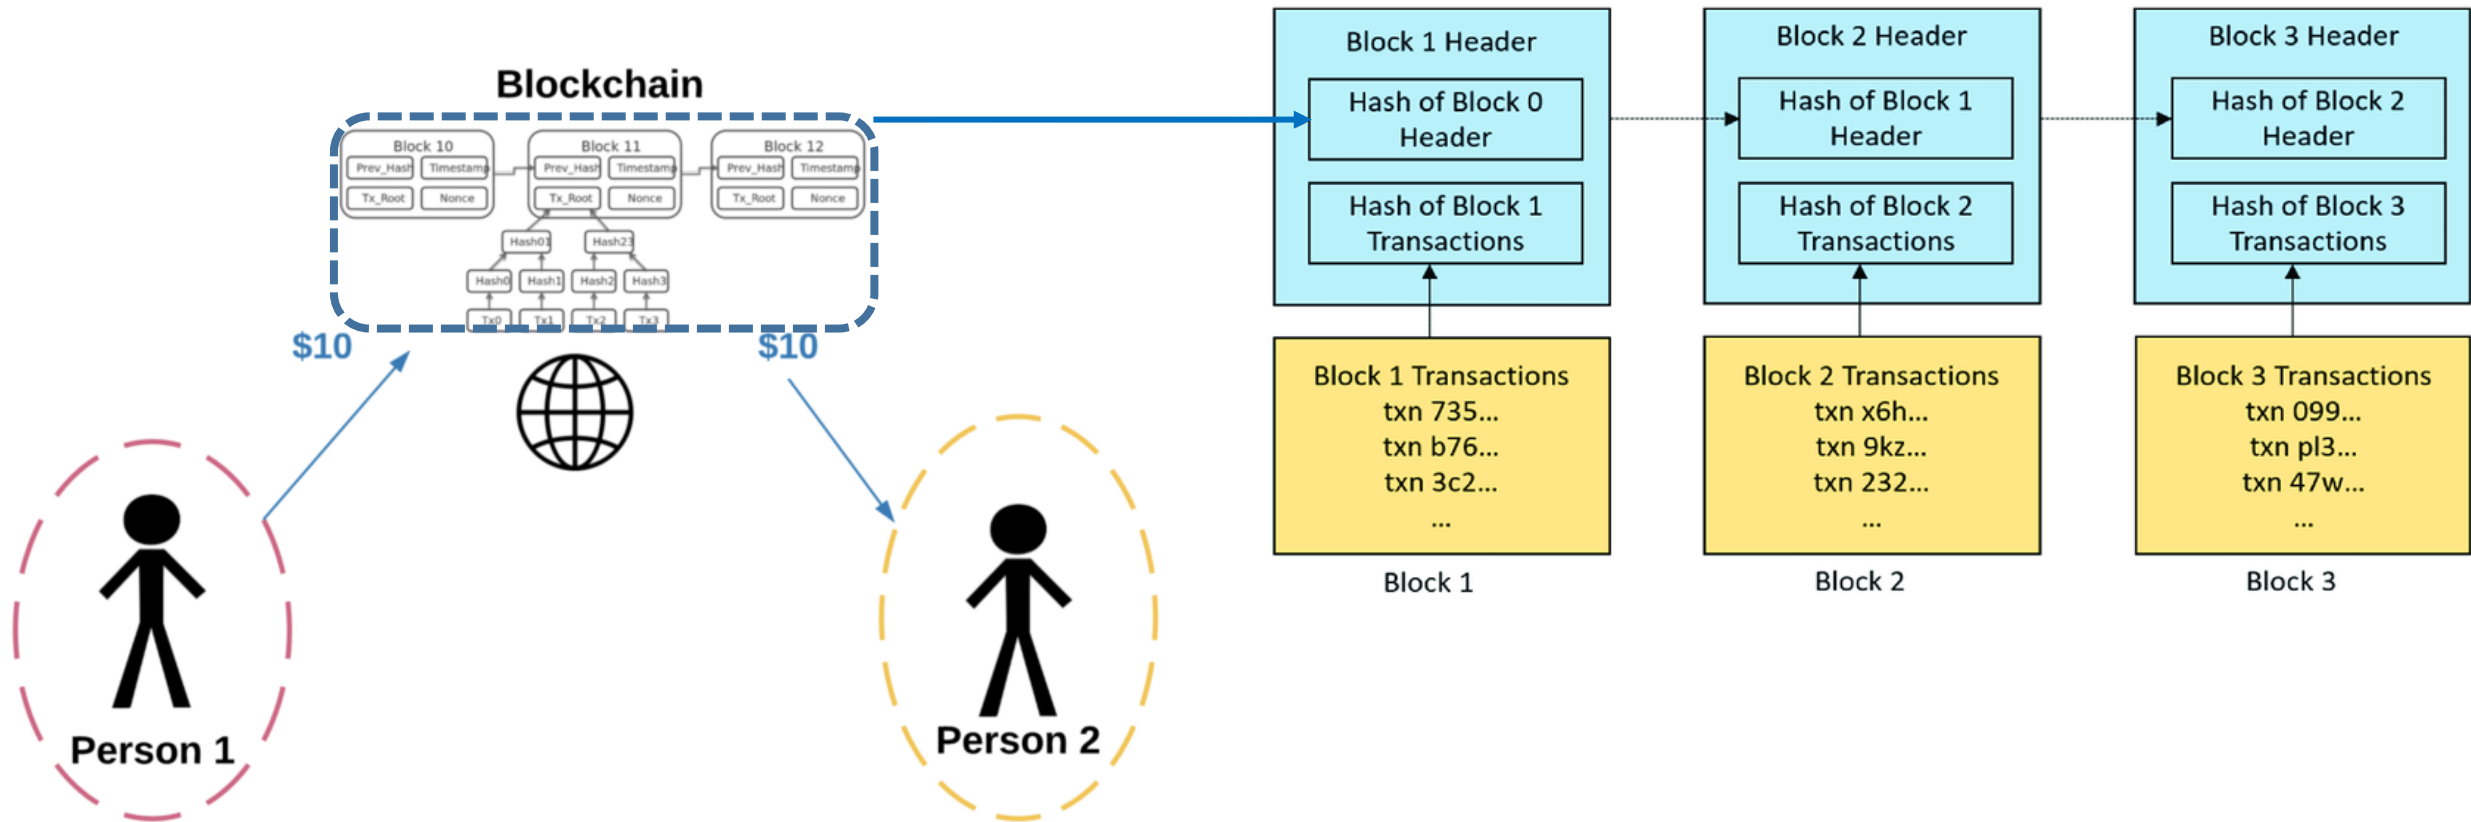 Blockchain
Block 10
Prev_Hash
Timestamp
Tx_Root
Nonce
Block 11
Prev_Hash
Timestamp
Tx_Root
Nonce
Block 12
Prev_Hash
Timestamp
Tx_Root
Nonce
Hash01
Hash23
Hash0
Hash1
Hash2
Hash3
Tx0
Tx1
Tx2
Tx3
$10
$10
Person 1
Person 2
Block 1 Header
Hash of Block 0
Header
Hash of Block 1
Transactions
Block 1 Transactions
txn 735...
txn b76...
txn 3c2...
...
Block 1
Block 2 Header
Hash of Block 1
Header
Hash of Block 2
Transactions
Block 2 Transactions
txn x6h...
txn 9kz...
txn 232...
...
Block 2
Block 3 Header
Hash of Block 2
Header
Hash of Block 3
Transactions
Block 3 Transactions
txn 099...
txn pl3...
txn 47w...
...
Block 3